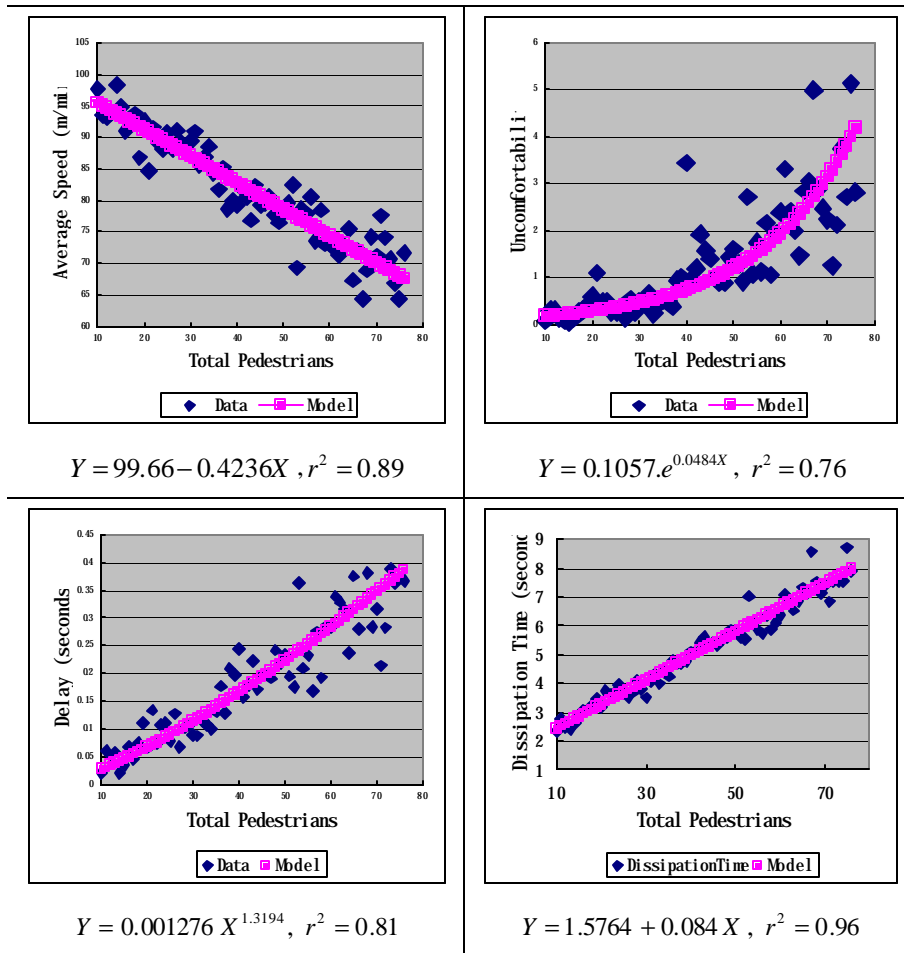 Average Speed (m/mi
105
100
95
90
85
80
75
70
65
60
10 20 30 40 50 60 70 80
Total Pedestrians
Data Model
Y = 99.66 − 0.4236X , r² = 0.89
Uncomfortabili
6
5
4
3
2
1
0
10 20 30 40 50 60 70 80
Total Pedestrians
Data Model
Y = 0.1057.e^{0.0484X} , r² = 0.76
Delay (seconds
0.45
0.4
0.35
0.3
0.25
0.2
0.15
0.1
0.05
0
10 20 30 40 50 60 70 80
Total Pedestrians
Data Model
Y = 0.001276 X^{1.3194} , r² = 0.81
Dissipation Time (second
9
8
7
6
5
4
3
2
1
10 30 50 70
Total Pedestrians
DissipationTime Model
Y = 1.5764 + 0.084 X , r² = 0.96